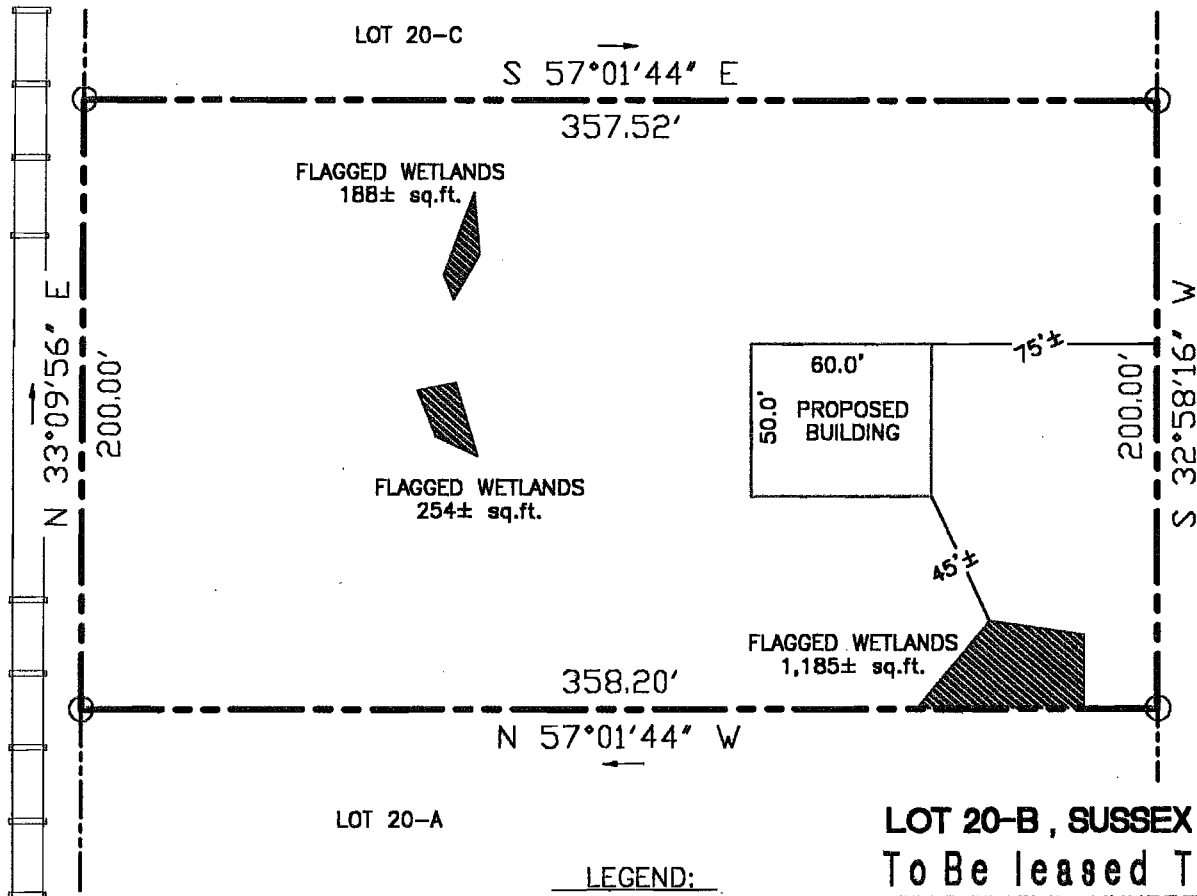 LOT 20-C
S 57°01'44" E
357.52'
FLAGGED WETLANDS
188± sq.ft.
N 33°09'56" E
200.00'
60.0'
50.0'
PROPOSED
BUILDING
75'±
200.00'
S 32°58'16" W
FLAGGED WETLANDS
254± sq.ft.
45'±
FLAGGED WETLANDS
1,185± sq.ft.
358.20'
N 57°01'44" W
LOT 20-A
LOT 20-B, SUSSEX
To Be leased T
LEGEND: